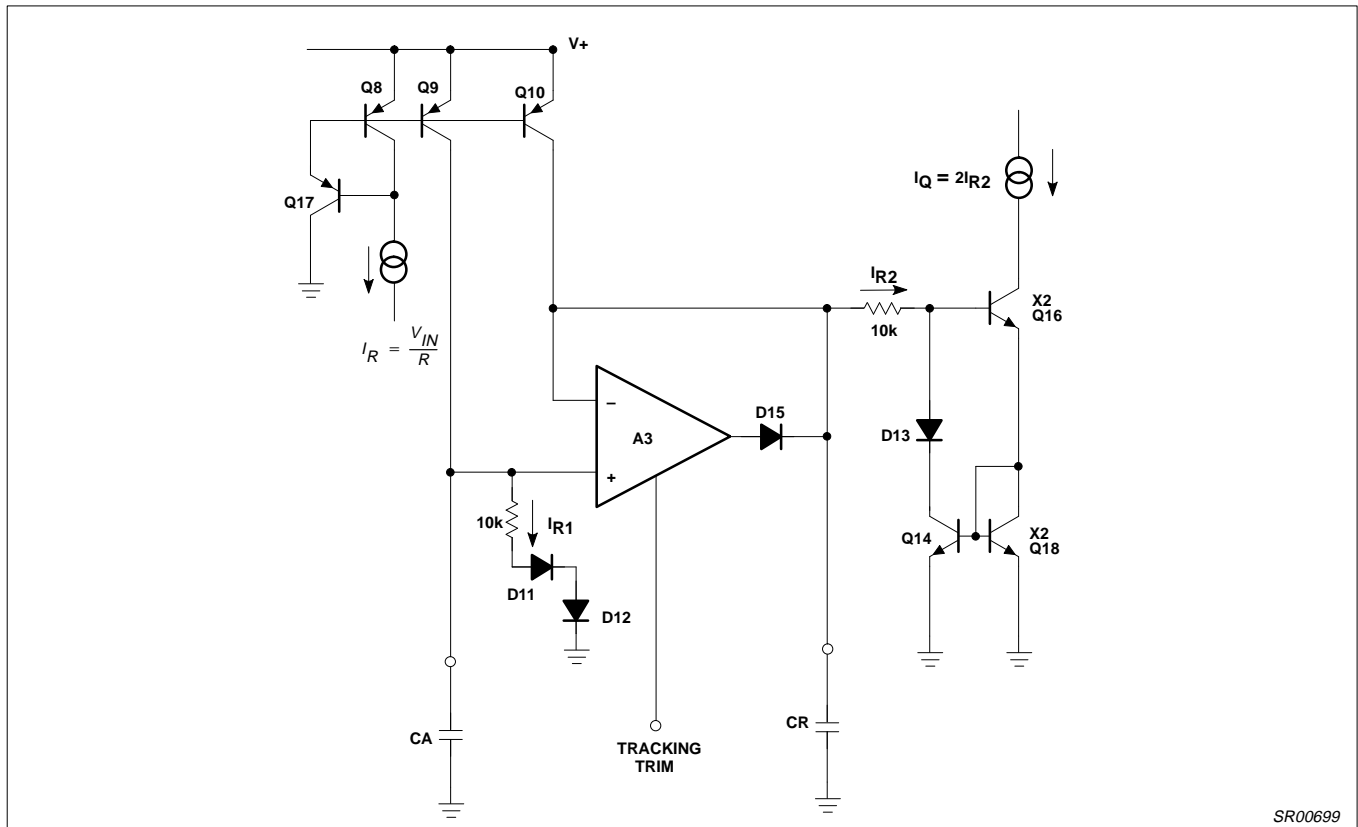 V+
Q8
Q9
Q10
Q17
I_R = V_IN / R
I_Q = 2I_R2
I_R2
10k
X2
Q16
–
A3
+
D15
D13
10k
I_R1
D11
D12
Q14
X2
Q18
CA
TRACKING
TRIM
CR
SR00699